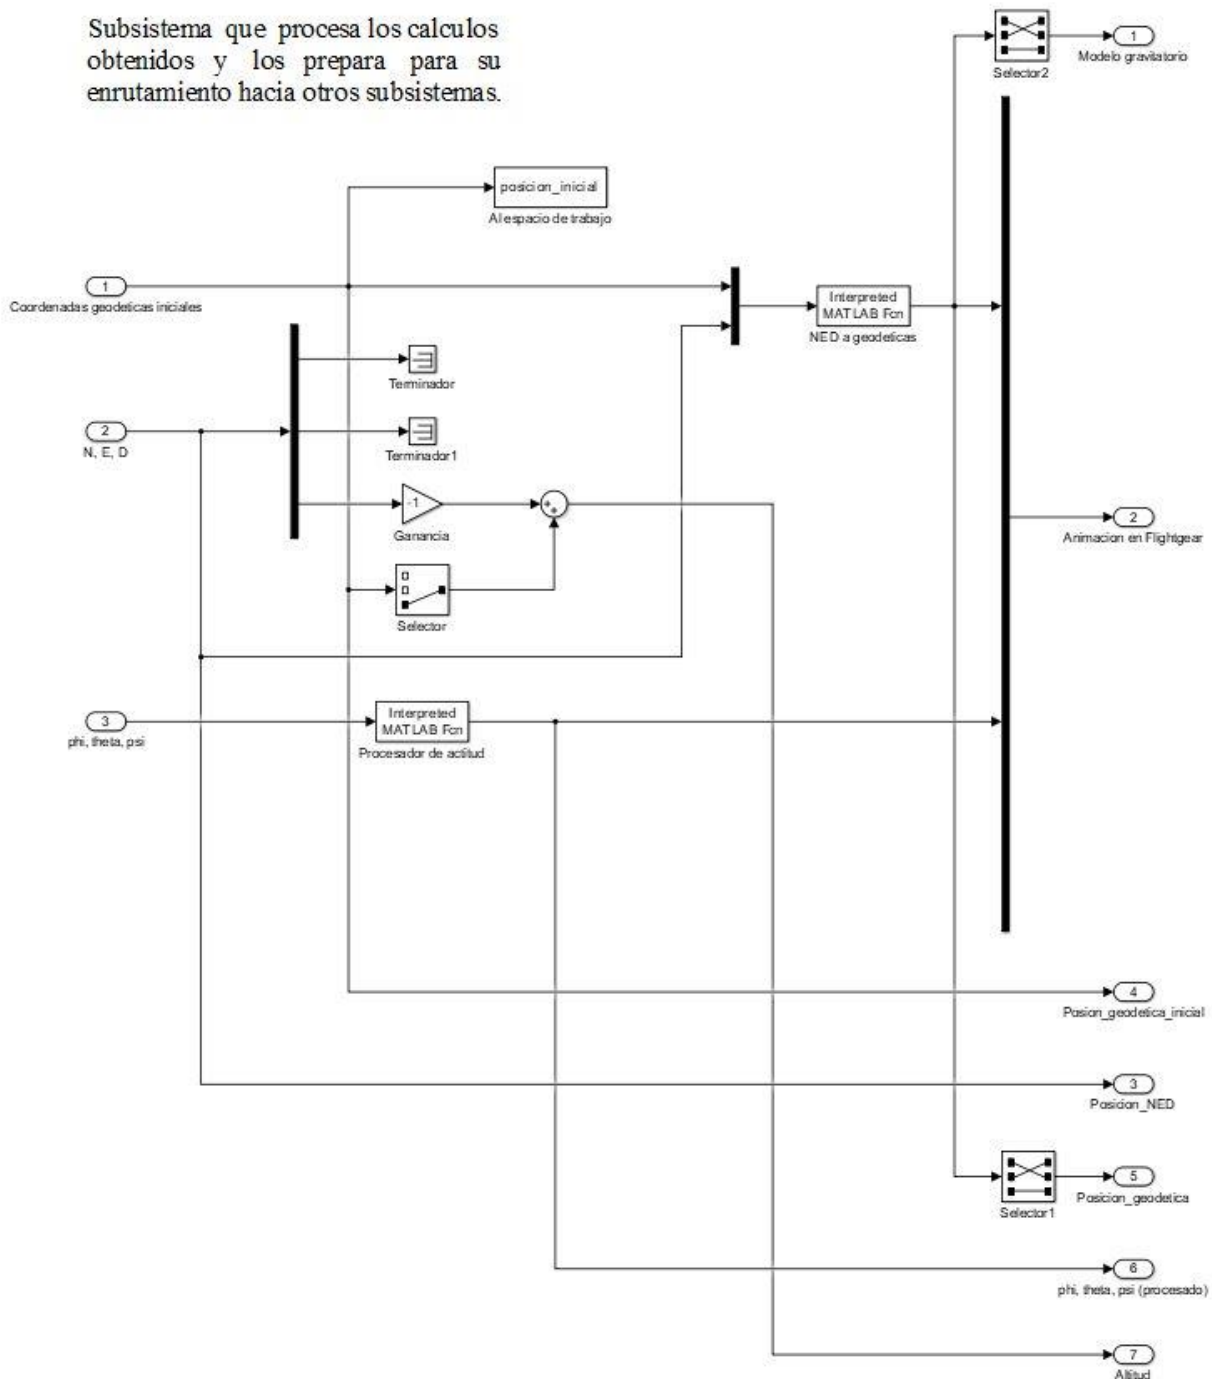 Subsistema que procesa los calculos
obtenidos y los prepara para su
enrutamiento hacia otros subsistemas.
Selector2
1
Modelo gravitatorio
posicion_inicial
Al espacio de trabajo
1
Coordenadas geodeticas iniciales
Interpreted
MATLAB Fcn
NED a geodeticas
Terminador
2
N, E, D
Terminador1
-1
Ganancia
+
+
Selector
2
Animacion en Flightgear
3
phi, theta, psi
Interpreted
MATLAB Fcn
Procesador de actitud
4
Posion_geodetica_inicial
3
Posicion_NED
Selector1
5
Posicion_geodetica
6
phi, theta, psi (procesado)
7
Altitud